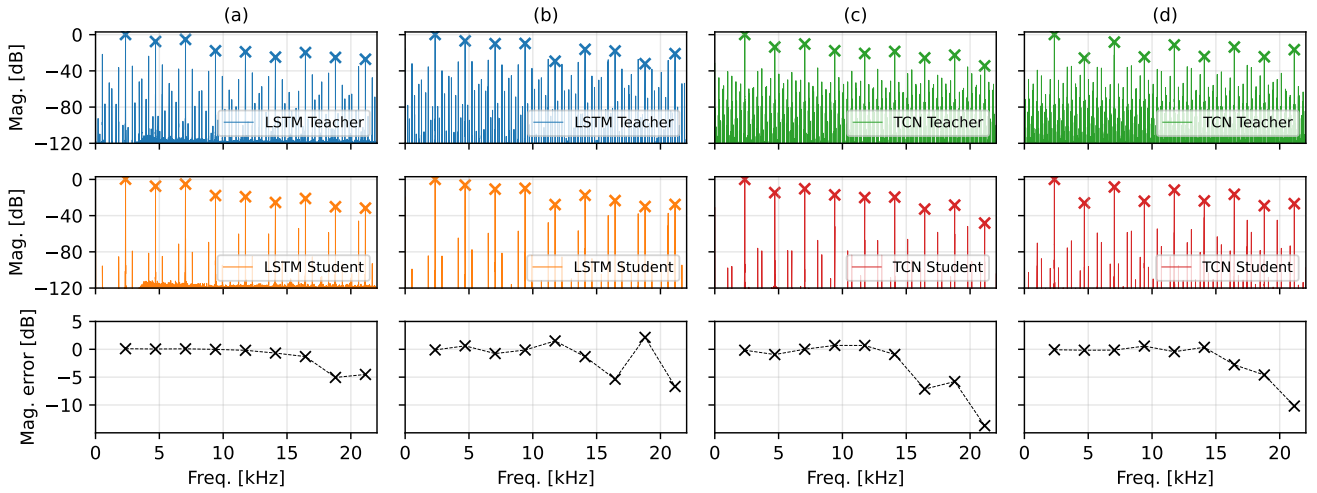 (a) (b) (c) (d)
Mag. [dB]
0
−40
−80
−120
LSTM Teacher
LSTM Teacher
TCN Teacher
TCN Teacher
Mag. [dB]
0
−40
−80
−120
LSTM Student
LSTM Student
TCN Student
TCN Student
Mag. error [dB]
5
0
−5
−10
0 5 10 15 20
0 5 10 15 20
0 5 10 15 20
0 5 10 15 20
Freq. [kHz]
Freq. [kHz]
Freq. [kHz]
Freq. [kHz]